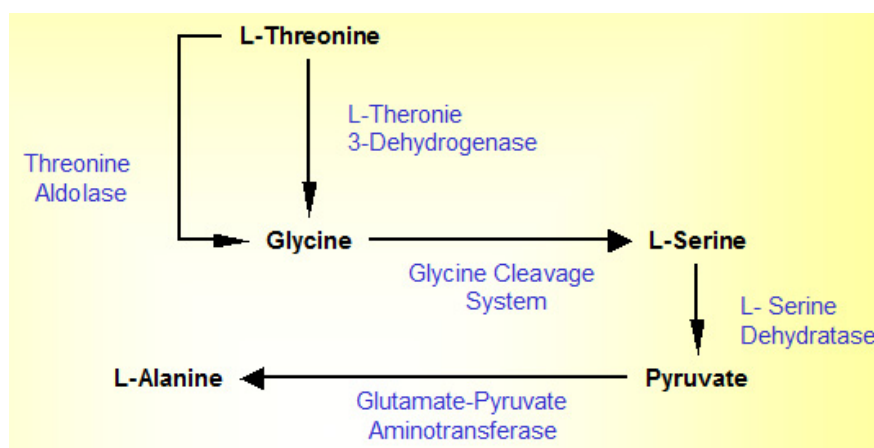 L-Threonine
L-Theronie
3-Dehydrogenase
Threonine
Aldolase
Glycine
L-Serine
Glycine Cleavage
System
L- Serine
Dehydratase
L-Alanine
Pyruvate
Glutamate-Pyruvate
Aminotransferase